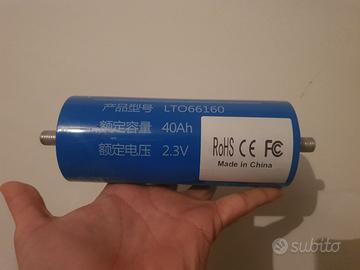 产品型号 LTO66160
额定容量 40Ah
额定电压 2.3V
RoHS CE FC
Made in China
subito